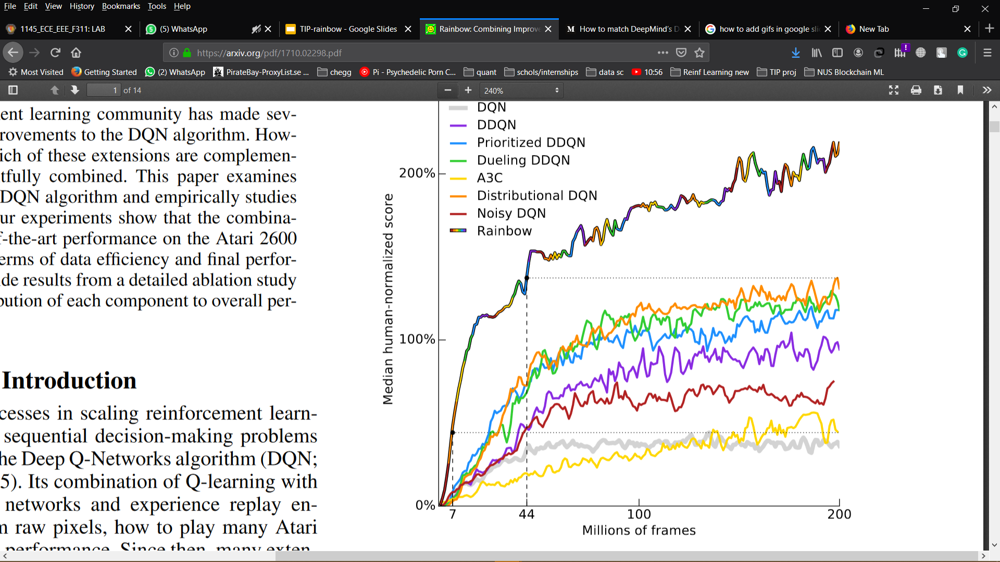 File Edit View History Bookmarks Tools Help
1145_ECE_EEE_F311: LAB
(5) WhatsApp
TIP-rainbow - Google Slides
Rainbow: Combining Improve
How to match DeepMind's D
how to add gifs in google slic
New Tab
https://arxiv.org/pdf/1710.02298.pdf
Most Visited Getting Started (2) WhatsApp PirateBay-ProxyList.se ... chegg Pi - Psychedelic Porn C... quant schols/internships data sc 10:56 Reinf Learning new TIP proj NUS Blockchain ML
1 of 14
240%
ent learning community has made sev-
rovements to the DQN algorithm. How-
ich of these extensions are complemen-
tfully combined. This paper examines
DQN algorithm and empirically studies
ur experiments show that the combina-
f-the-art performance on the Atari 2600
erms of data efficiency and final perfor-
de results from a detailed ablation study
bution of each component to overall per-
Introduction
cesses in scaling reinforcement learn-
sequential decision-making problems
he Deep Q-Networks algorithm (DQN;
5). Its combination of Q-learning with
networks and experience replay en-
n raw pixels, how to play many Atari
performance. Since then, many exten-
DQN
DDQN
Prioritized DDQN
Dueling DDQN
A3C
Distributional DQN
Noisy DQN
Rainbow
Median human-normalized score
200%
100%
0%
7 44 100 200
Millions of frames